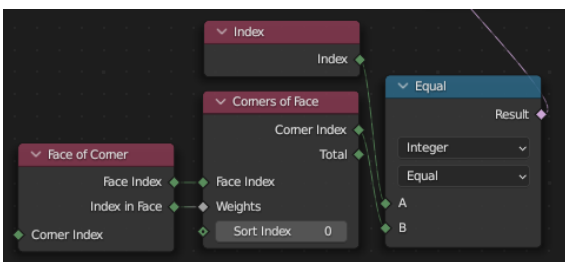 Index
Index
Corners of Face
Corner Index
Total
Face Index
Weights
Sort Index 0
Face of Corner
Face Index
Index in Face
Corner Index
Equal
Result
Integer
Equal
A
B